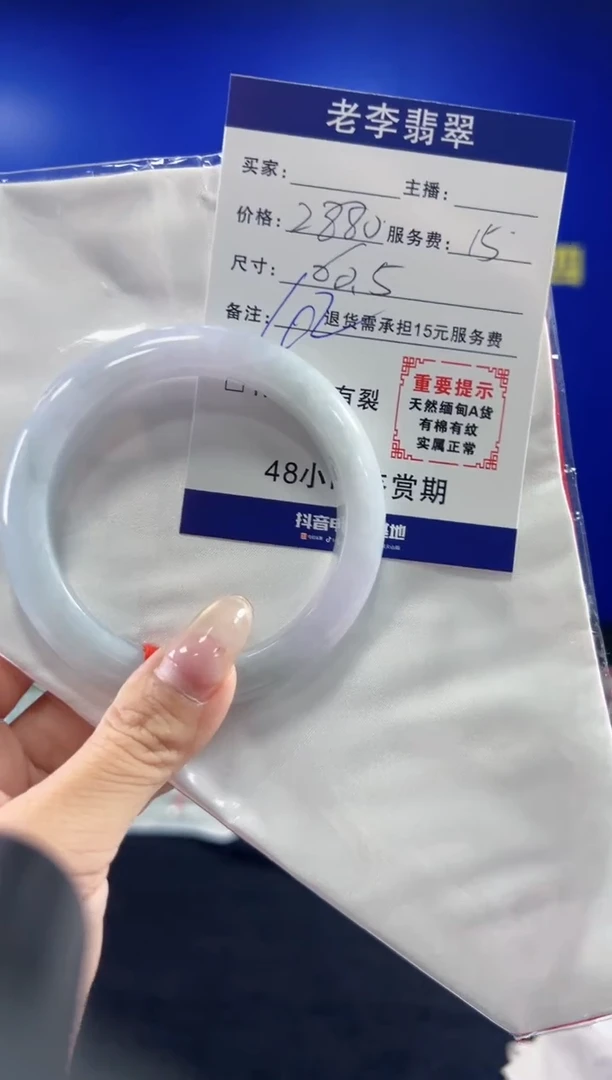 老李翡翠
买家: 主播:
价格: 2880 服务费: 15
尺寸: 60.5
备注: 退货需承担15元服务费
有裂
重要提示
天然缅甸A货
有棉有纹
实属正常
48小 赏期
抖音 基地